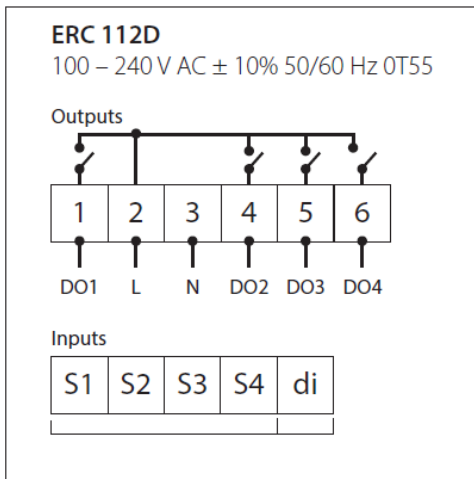 ERC 112D
100 – 240 V AC ± 10% 50/60 Hz 0T55
Outputs
1 2 3 4 5 6
DO1 L N DO2 DO3 DO4
Inputs
S1 S2 S3 S4 di